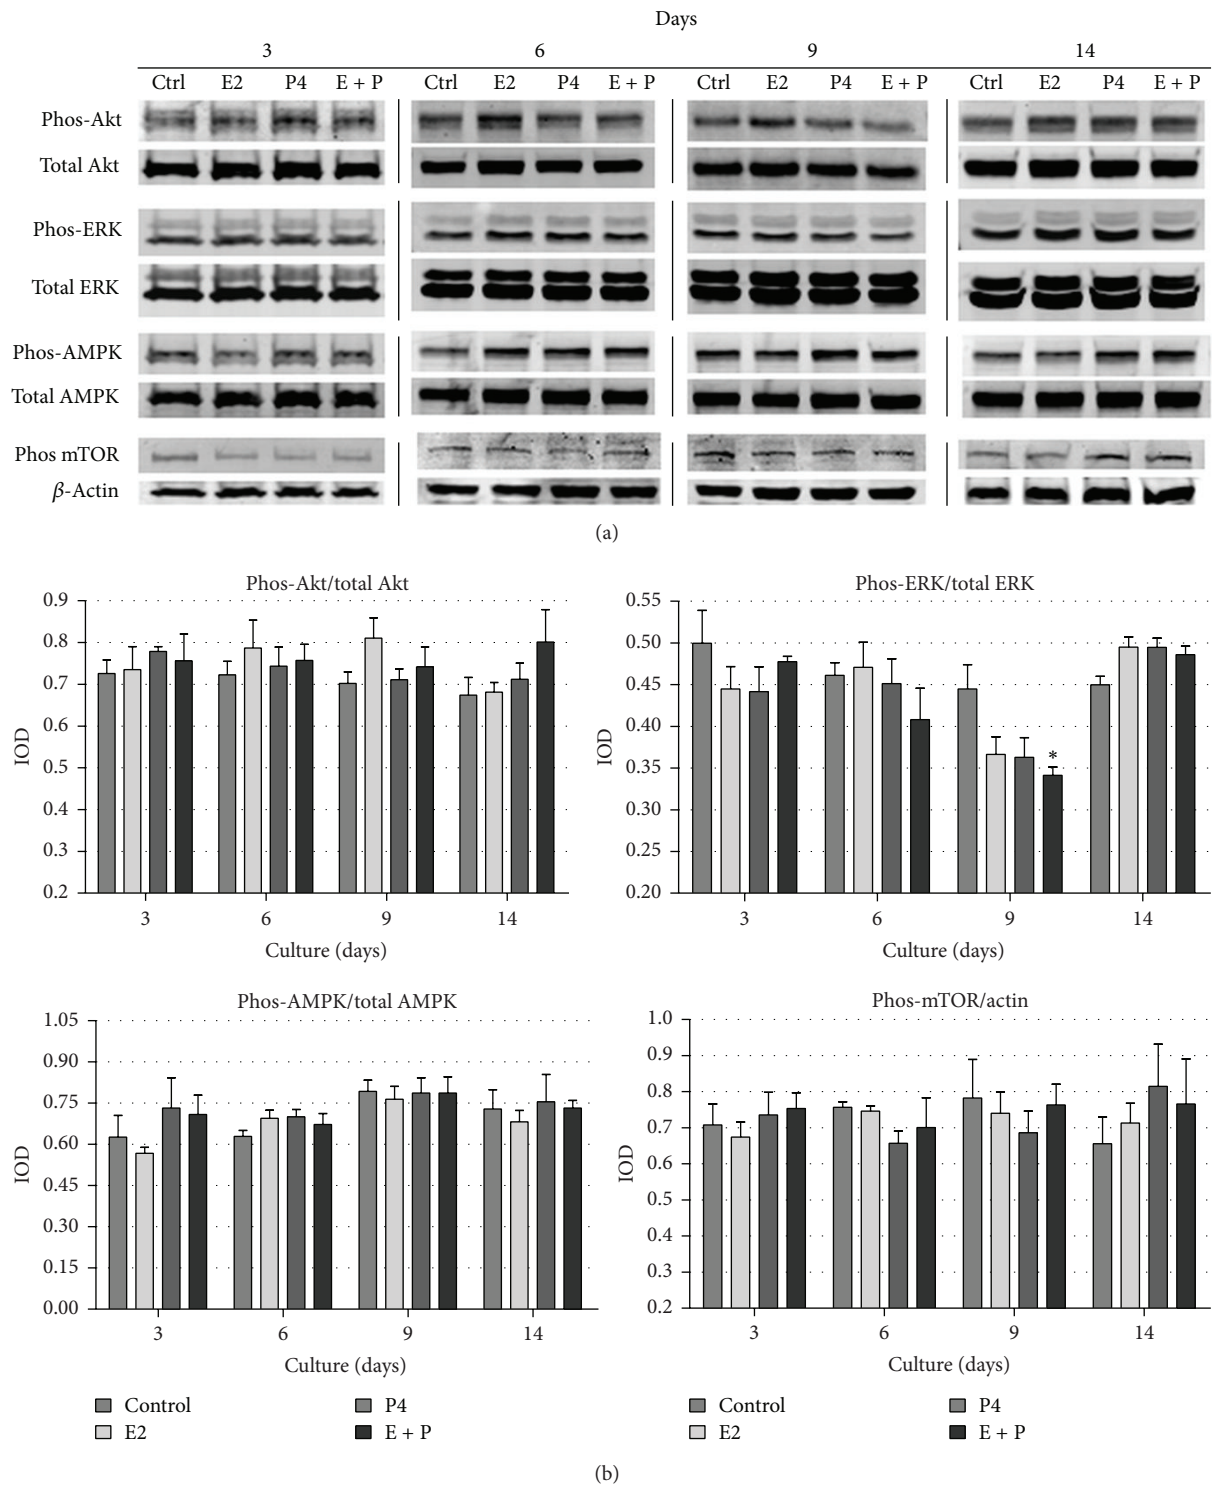 Days
3 6 9 14
Ctrl E2 P4 E + P Ctrl E2 P4 E + P Ctrl E2 P4 E + P Ctrl E2 P4 E + P
Phos-Akt
Total Akt
Phos-ERK
Total ERK
Phos-AMPK
Total AMPK
Phos mTOR
β-Actin
(a)
Phos-Akt/total Akt
0.9
0.8
0.7
0.6
0.5
0.4
0.3
0.2
IOD
3 6 9 14
Culture (days)
Phos-ERK/total ERK
0.55
0.50
0.45
0.40
0.35
0.30
0.25
0.20
IOD
*
3 6 9 14
Culture (days)
Phos-AMPK/total AMPK
1.05
0.90
0.75
0.60
0.45
0.30
0.15
0.00
IOD
3 6 9 14
Culture (days)
Control P4
E2 E + P
Phos-mTOR/actin
1.0
0.9
0.8
0.7
0.6
0.5
0.4
0.3
0.2
IOD
3 6 9 14
Culture (days)
Control P4
E2 E + P
(b)